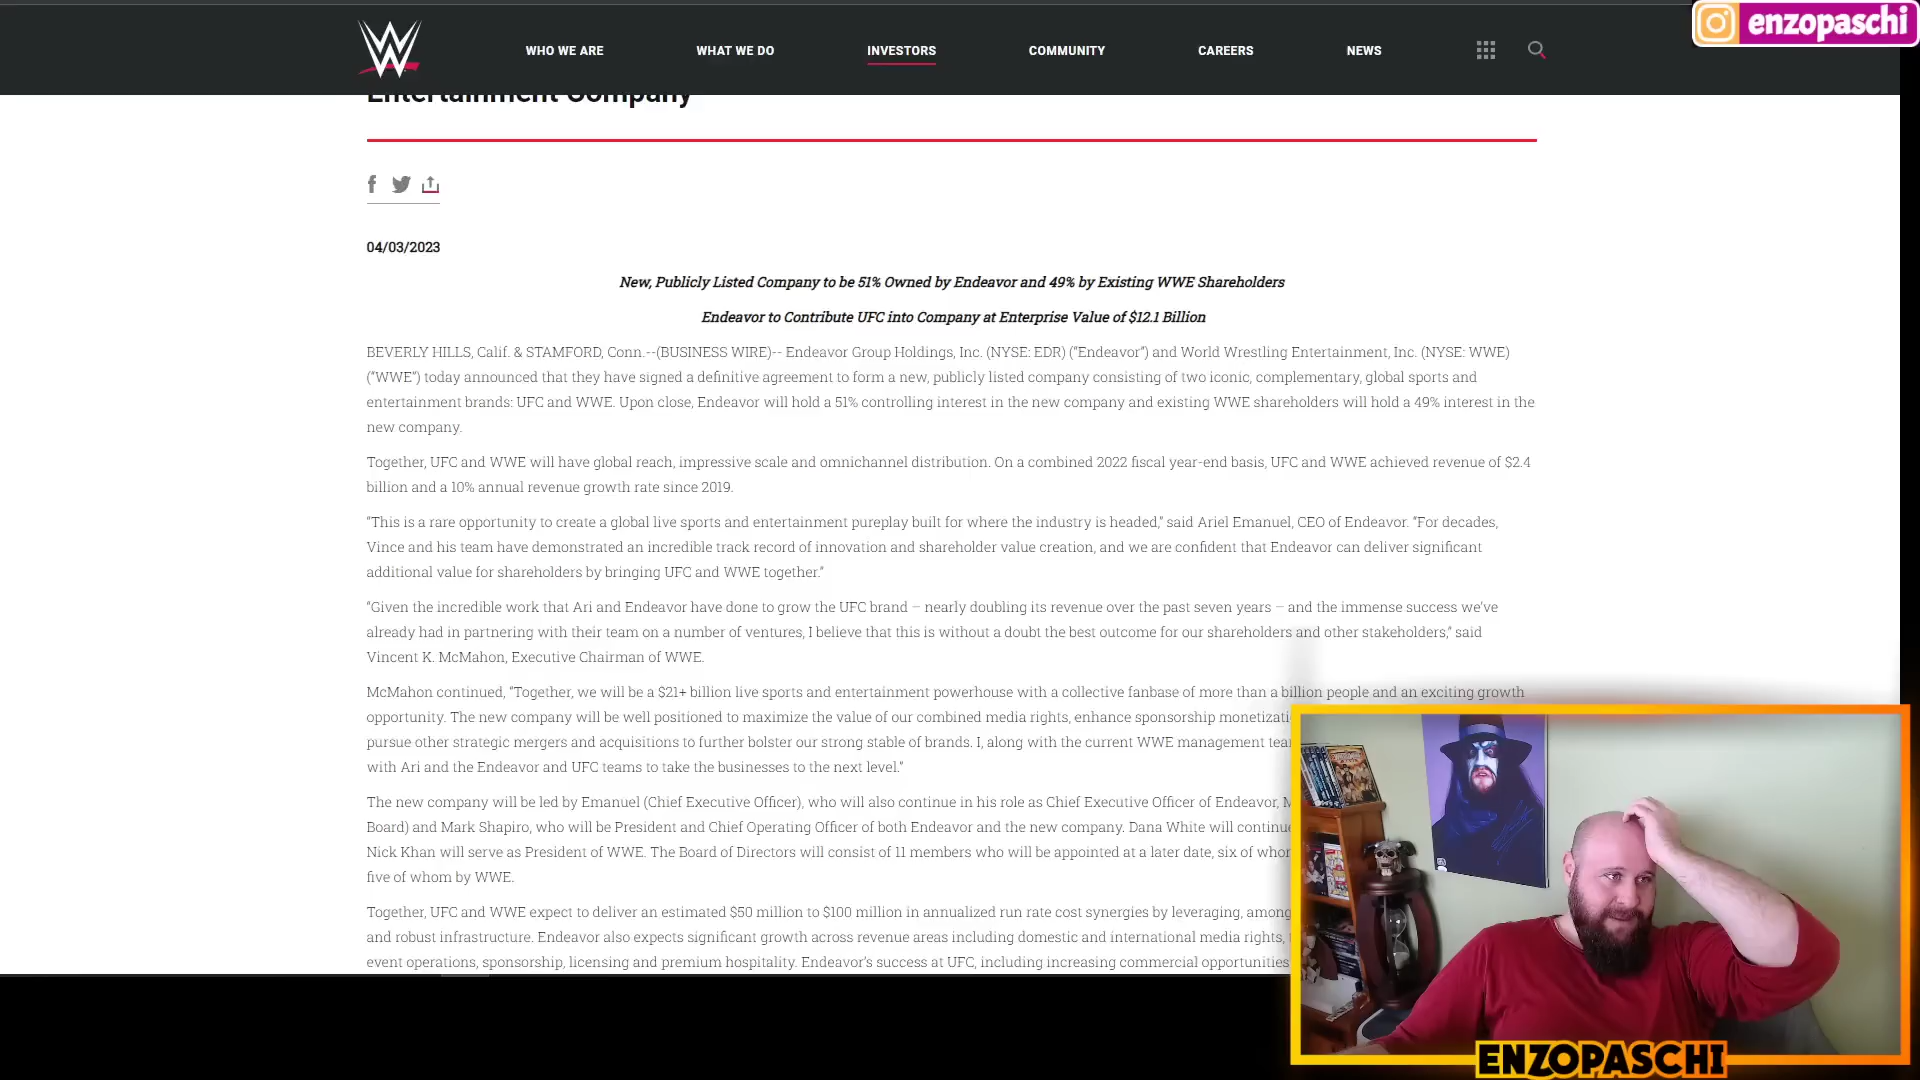 enzopaschi
WHO WE ARE
WHAT WE DO
INVESTORS
COMMUNITY
CAREERS
NEWS
Entertainment Company
04/03/2023
New, Publicly Listed Company to be 51% Owned by Endeavor and 49% by Existing WWE Shareholders
Endeavor to Contribute UFC into Company at Enterprise Value of $12.1 Billion
BEVERLY HILLS, Calif. & STAMFORD, Conn.--(BUSINESS WIRE)-- Endeavor Group Holdings, Inc. (NYSE: EDR) (“Endeavor”) and World Wrestling Entertainment, Inc. (NYSE: WWE)
(“WWE”) today announced that they have signed a definitive agreement to form a new, publicly listed company consisting of two iconic, complementary, global sports and
entertainment brands: UFC and WWE. Upon close, Endeavor will hold a 51% controlling interest in the new company and existing WWE shareholders will hold a 49% interest in the
new company.
Together, UFC and WWE will have global reach, impressive scale and omnichannel distribution. On a combined 2022 fiscal year-end basis, UFC and WWE achieved revenue of $2.4
billion and a 10% annual revenue growth rate since 2019.
“This is a rare opportunity to create a global live sports and entertainment pureplay built for where the industry is headed,” said Ariel Emanuel, CEO of Endeavor. “For decades,
Vince and his team have demonstrated an incredible track record of innovation and shareholder value creation, and we are confident that Endeavor can deliver significant
additional value for shareholders by bringing UFC and WWE together.”
“Given the incredible work that Ari and Endeavor have done to grow the UFC brand – nearly doubling its revenue over the past seven years – and the immense success we’ve
already had in partnering with their team on a number of ventures, I believe that this is without a doubt the best outcome for our shareholders and other stakeholders,” said
Vincent K. McMahon, Executive Chairman of WWE.
McMahon continued, “Together, we will be a $21+ billion live sports and entertainment powerhouse with a collective fanbase of more than a billion people and an exciting growth
opportunity. The new company will be well positioned to maximize the value of our combined media rights, enhance sponsorship monetizati
pursue other strategic mergers and acquisitions to further bolster our strong stable of brands. I, along with the current WWE management tea
with Ari and the Endeavor and UFC teams to take the businesses to the next level.”
The new company will be led by Emanuel (Chief Executive Officer), who will also continue in his role as Chief Executive Officer of Endeavor, M
Board) and Mark Shapiro, who will be President and Chief Operating Officer of both Endeavor and the new company. Dana White will continue
Nick Khan will serve as President of WWE. The Board of Directors will consist of 11 members who will be appointed at a later date, six of whom
five of whom by WWE.
Together, UFC and WWE expect to deliver an estimated $50 million to $100 million in annualized run rate cost synergies by leveraging, among
and robust infrastructure. Endeavor also expects significant growth across revenue areas including domestic and international media rights,
event operations, sponsorship, licensing and premium hospitality. Endeavor’s success at UFC, including increasing commercial opportunities
ENZOPASCHI